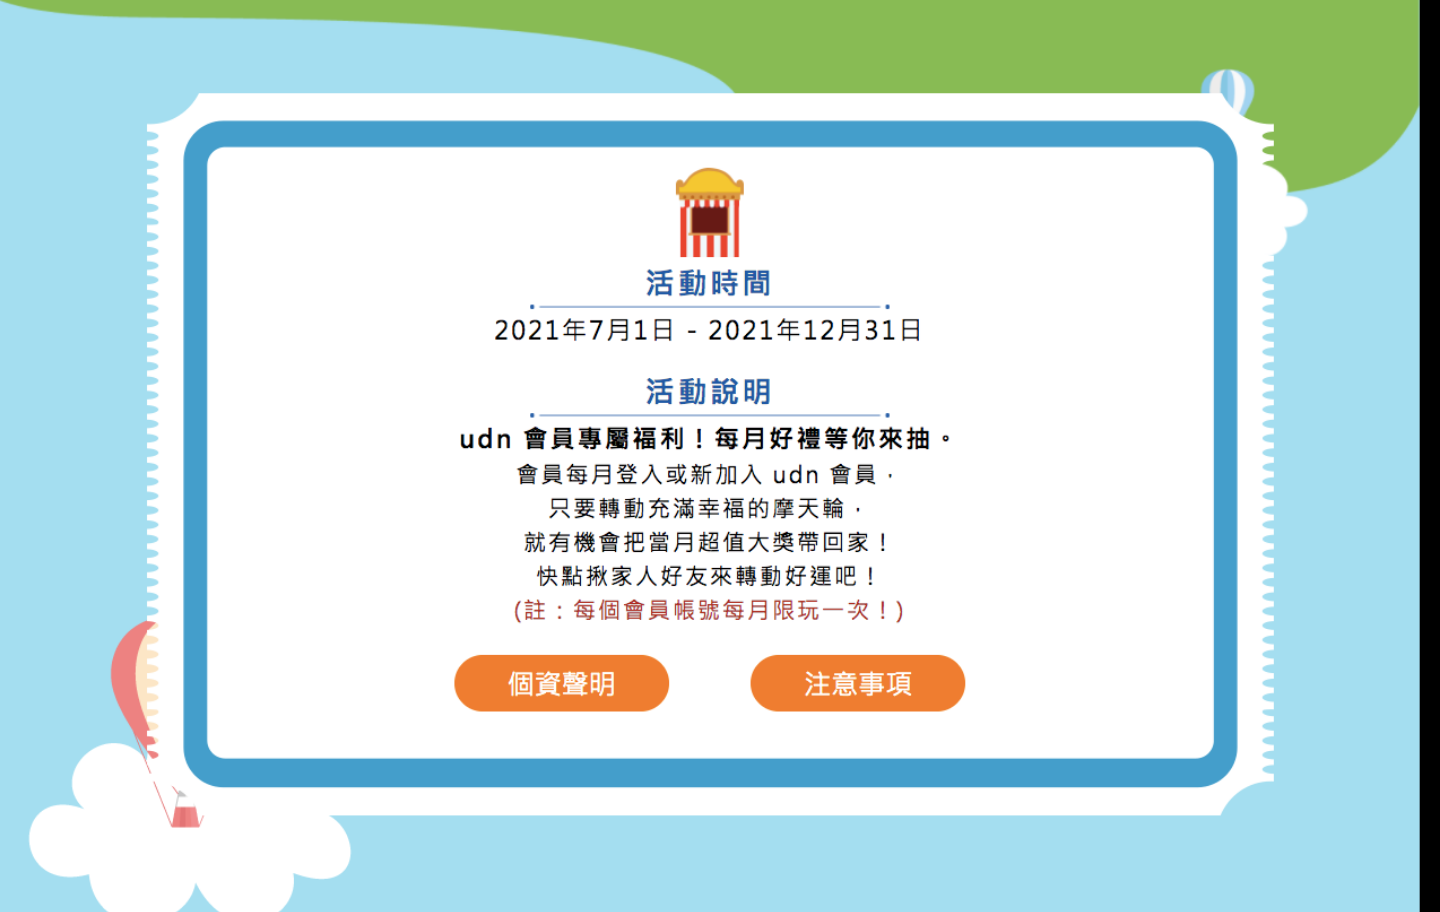 活動時間
2021年7月1日 - 2021年12月31日
活動說明
udn 會員專屬福利！每月好禮等你來抽。
會員每月登入或新加入 udn 會員，
只要轉動充滿幸福的摩天輪，
就有機會把當月超值大獎帶回家！
快點揪家人好友來轉動好運吧！
(註：每個會員帳號每月限玩一次！)
個資聲明
注意事項